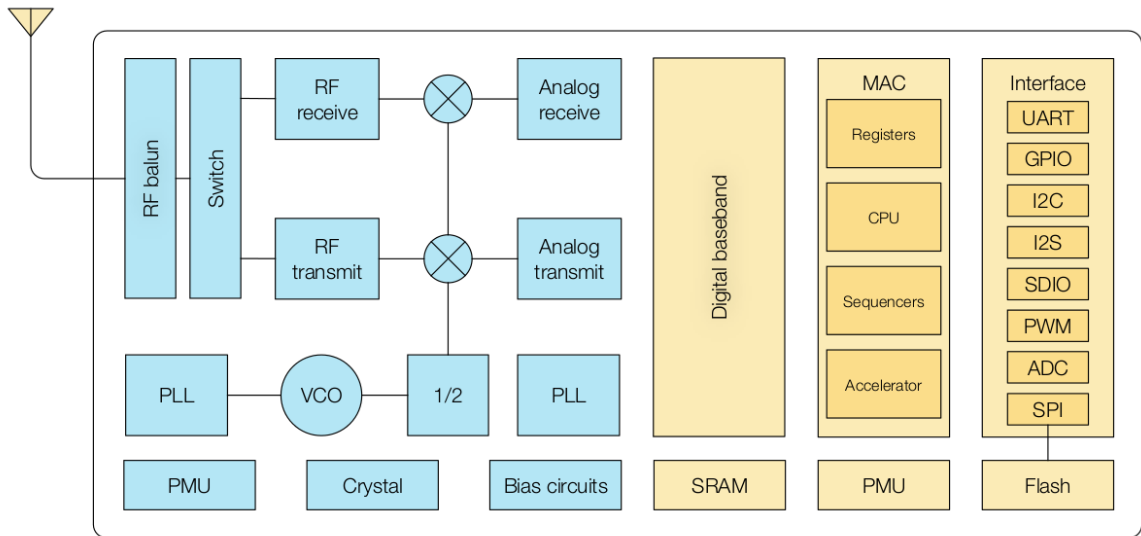 RF balun
Switch
RF
receive
Analog
receive
RF
transmit
Analog
transmit
PLL
VCO
1/2
PLL
PMU
Crystal
Bias circuits
Digital baseband
SRAM
MAC
Registers
CPU
Sequencers
Accelerator
PMU
Interface
UART
GPIO
I2C
I2S
SDIO
PWM
ADC
SPI
Flash